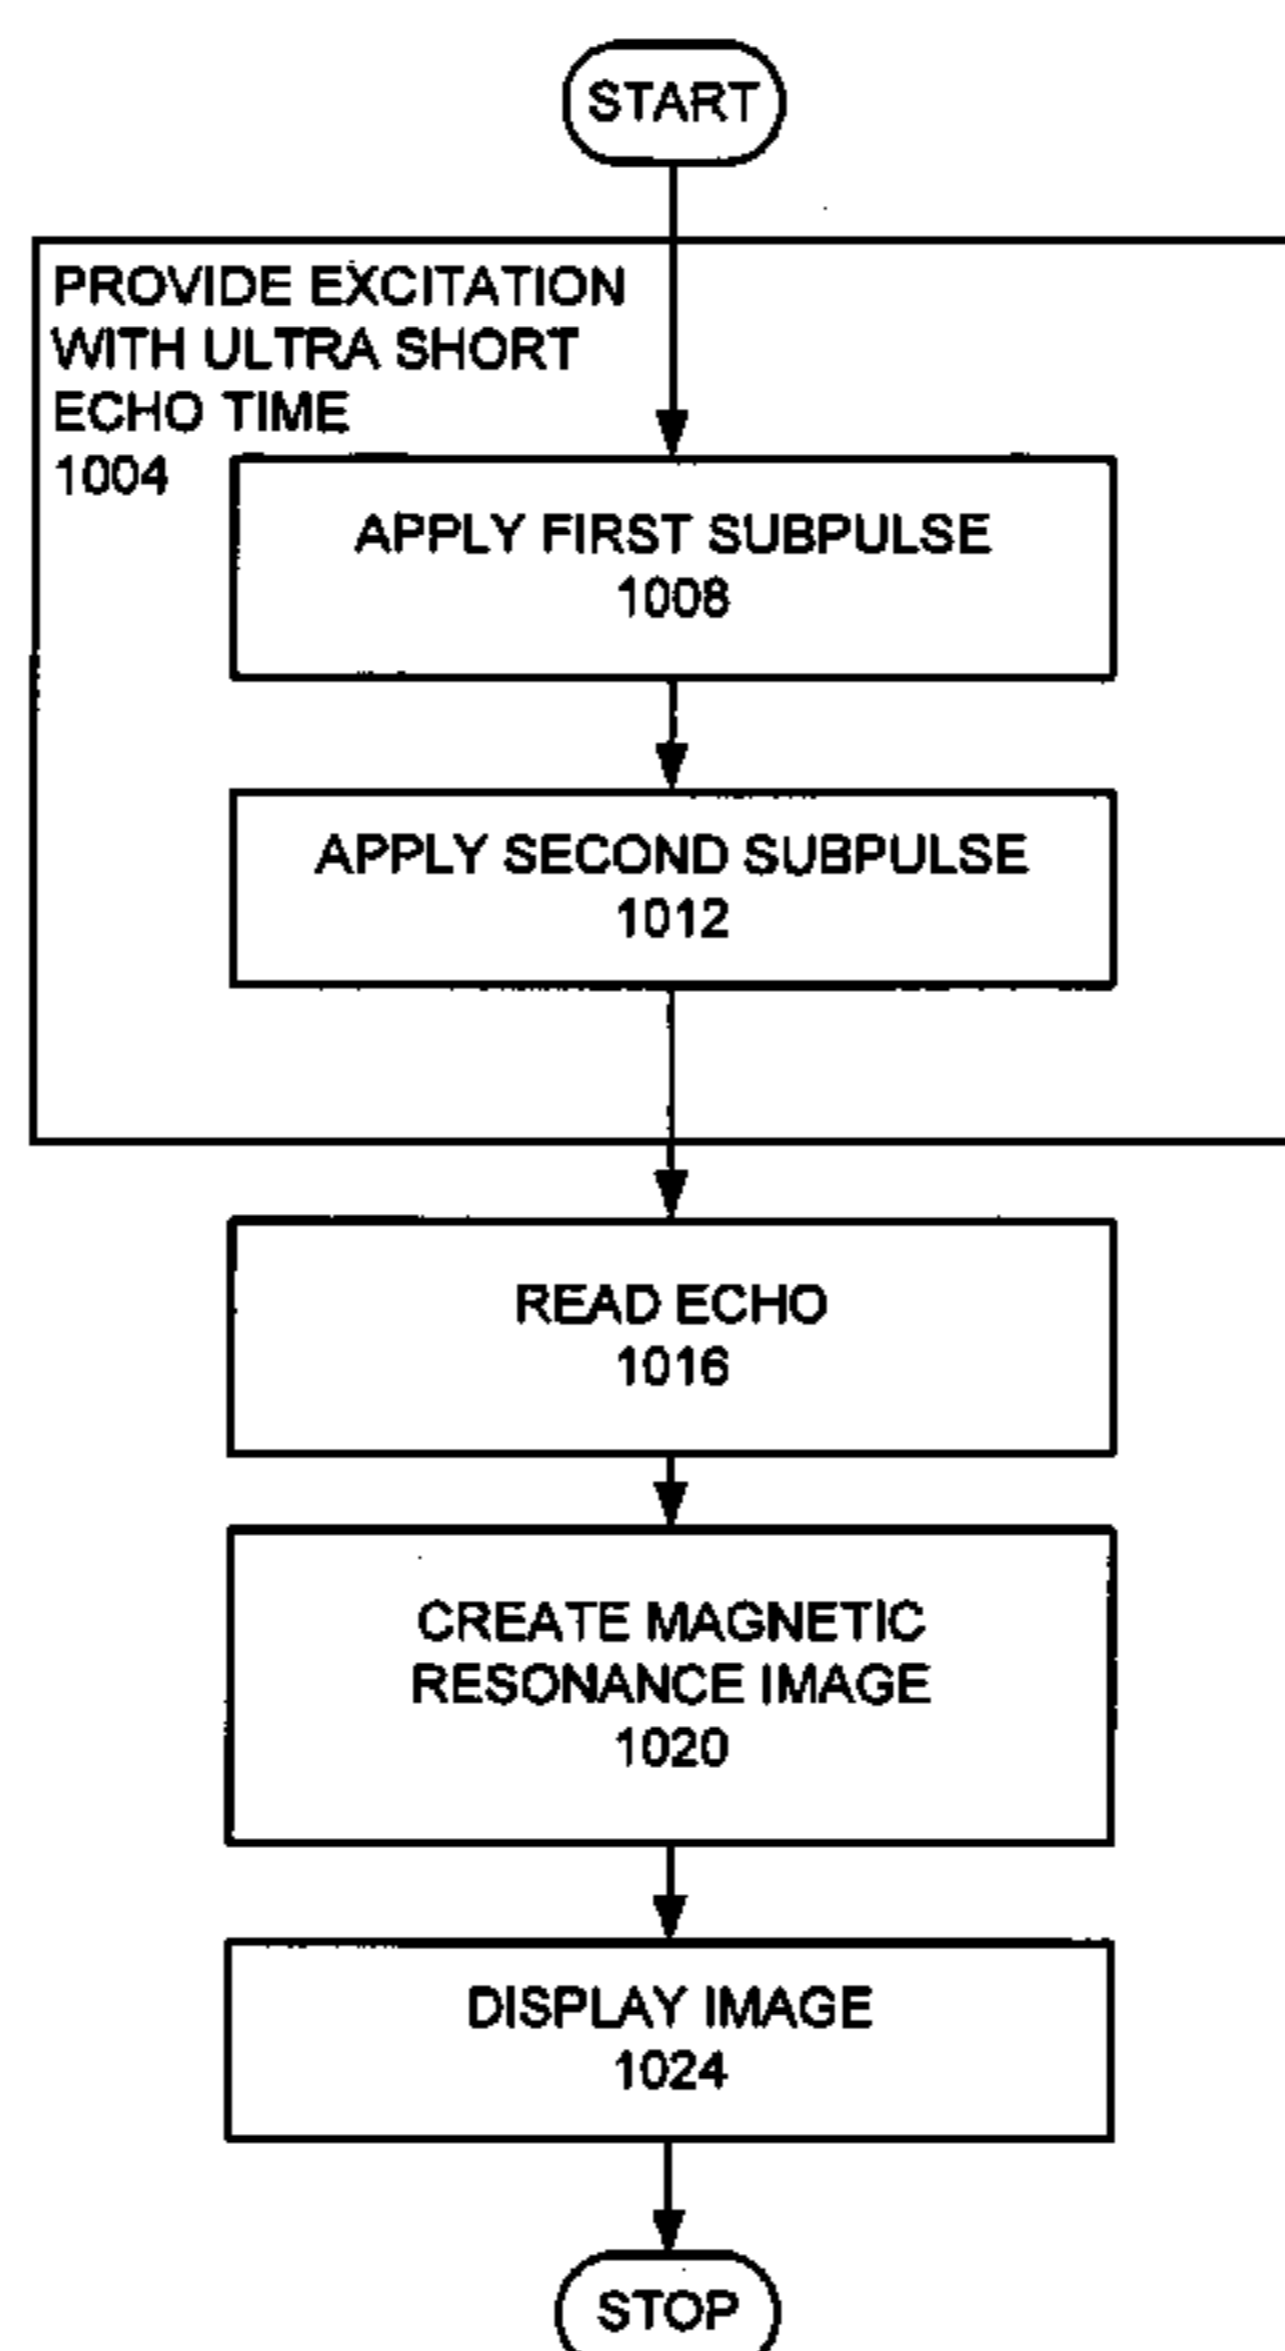 START
PROVIDE EXCITATION
WITH ULTRA SHORT
ECHO TIME
1004
APPLY FIRST SUBPULSE
1008
APPLY SECOND SUBPULSE
1012
READ ECHO
1016
CREATE MAGNETIC
RESONANCE IMAGE
1020
DISPLAY IMAGE
1024
STOP